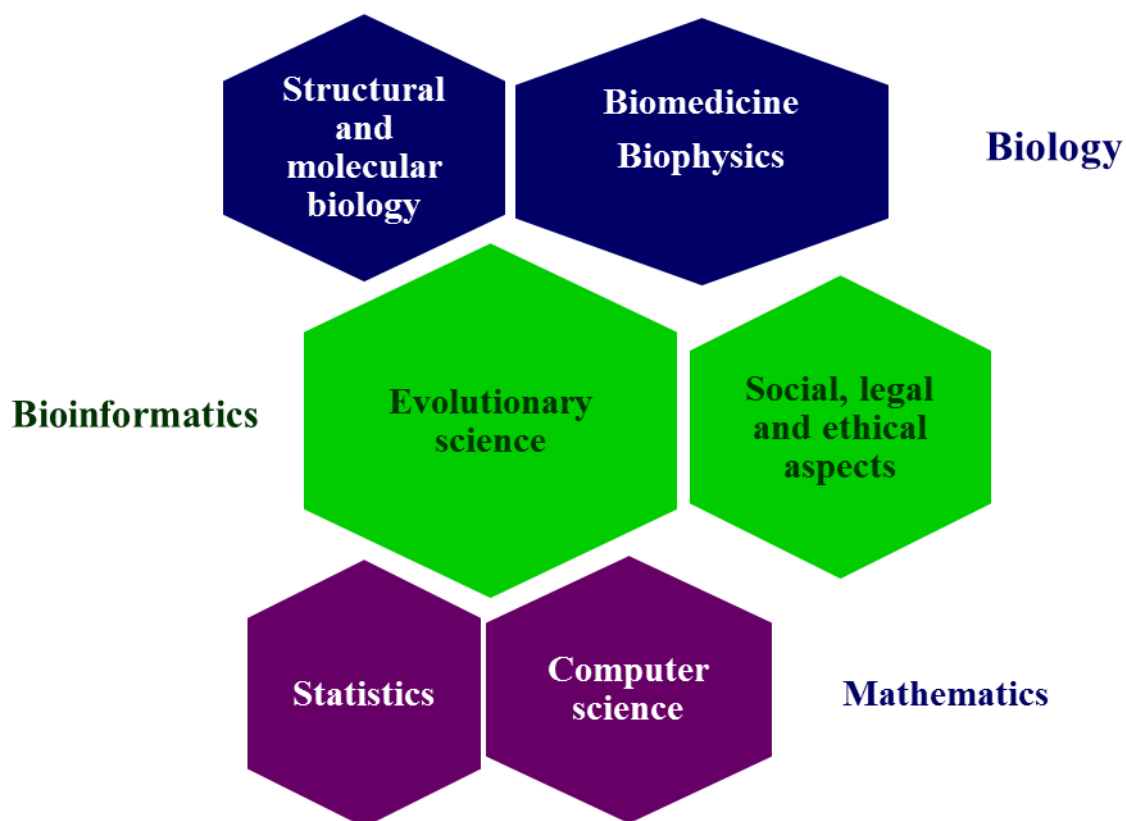 Structural
and
molecular
biology
Biomedicine
Biophysics
Biology
Bioinformatics
Evolutionary
science
Social, legal
and ethical
aspects
Statistics
Computer
science
Mathematics